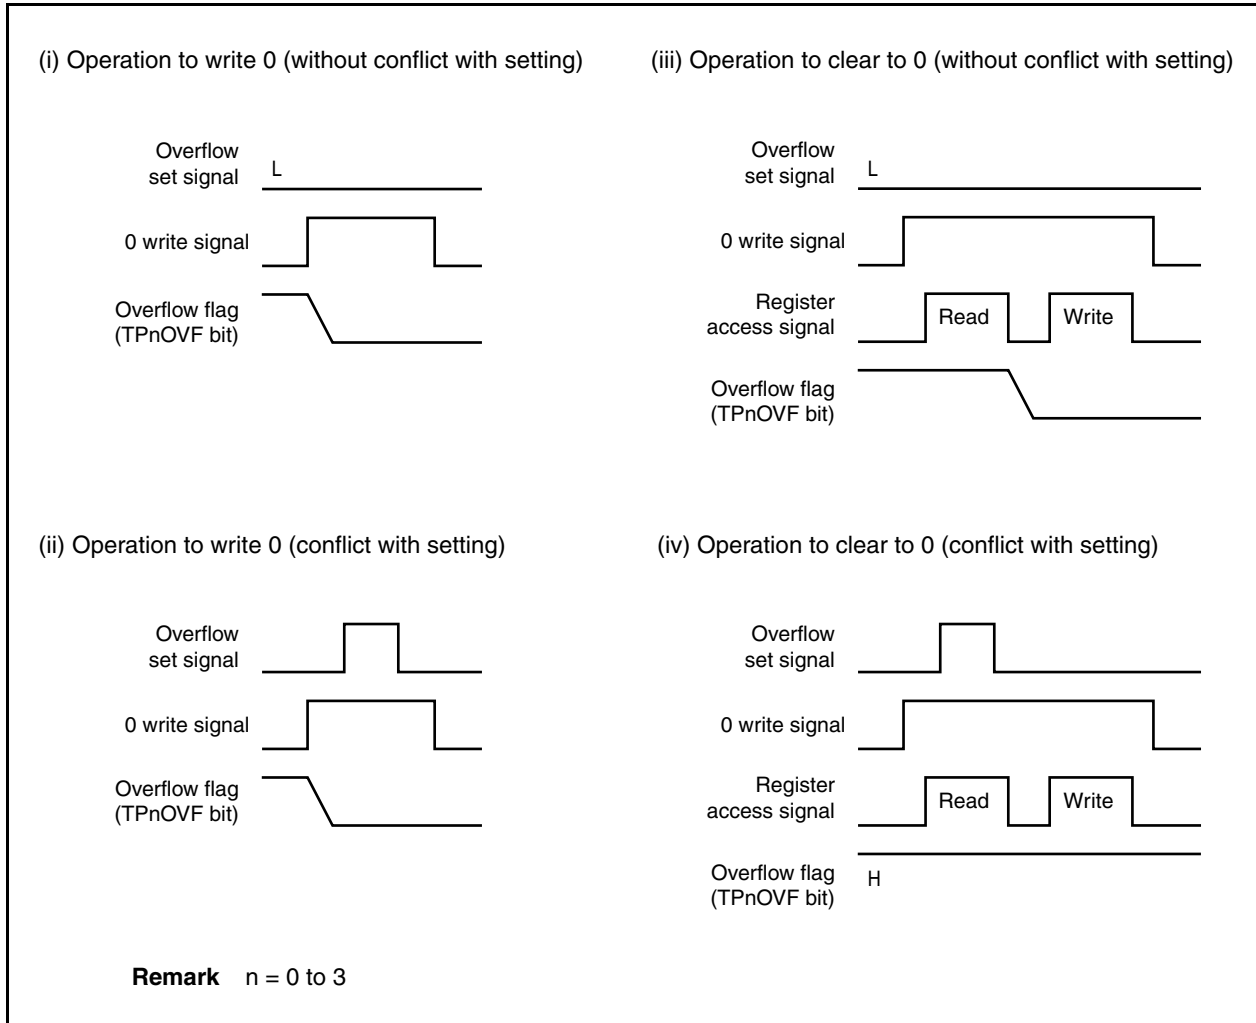 (i) Operation to write 0 (without conflict with setting)
Overflow
set signal
L
0 write signal
Overflow flag
(TPnOVF bit)
(iii) Operation to clear to 0 (without conflict with setting)
Overflow
set signal
L
0 write signal
Register
access signal
Read
Write
Overflow flag
(TPnOVF bit)
(ii) Operation to write 0 (conflict with setting)
Overflow
set signal
0 write signal
Overflow flag
(TPnOVF bit)
(iv) Operation to clear to 0 (conflict with setting)
Overflow
set signal
0 write signal
Register
access signal
Read
Write
Overflow flag
(TPnOVF bit)
H
Remark n = 0 to 3